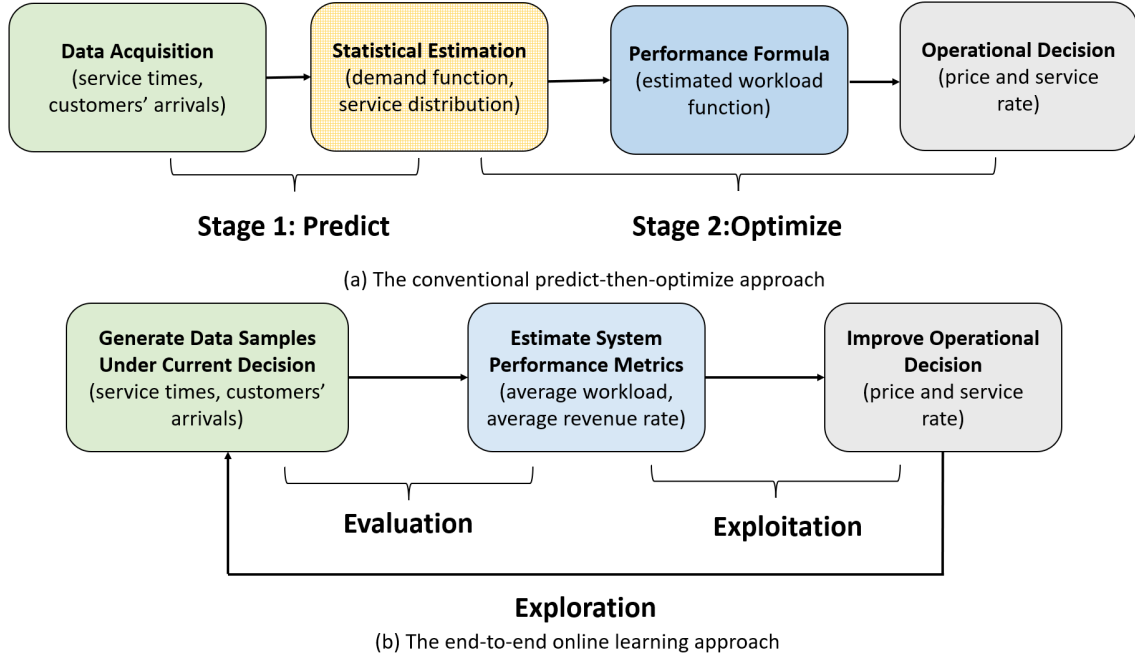 Data Acquisition
(service times,
customers’ arrivals)
Statistical Estimation
(demand function,
service distribution)
Performance Formula
(estimated workload
function)
Operational Decision
(price and service
rate)
Stage 1: Predict
Stage 2:Optimize
(a) The conventional predict-then-optimize approach
Generate Data Samples
Under Current Decision
(service times, customers’
arrivals)
Estimate System
Performance Metrics
(average workload,
average revenue rate)
Improve Operational
Decision
(price and service
rate)
Evaluation
Exploitation
Exploration
(b) The end-to-end online learning approach